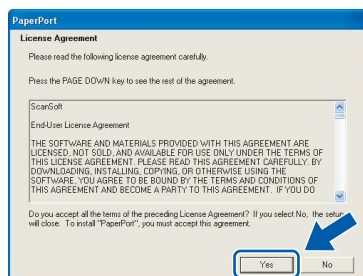 PaperPort
License Agreement
Please read the following license agreement carefully.
Press the PAGE DOWN key to see the rest of the agreement.
ScanSoft
End-User License Agreement
THE SOFTWARE AND MATERIALS PROVIDED WITH THIS AGREEMENT ARE
LICENSED, NOT SOLD, AND AVAILABLE FOR USE ONLY UNDER THE TERMS OF
THIS LICENSE AGREEMENT. PLEASE READ THIS AGREEMENT CAREFULLY. BY
DOWNLOADING, INSTALLING, COPYING, OR OTHERWISE USING THE
SOFTWARE, YOU AGREE TO BE BOUND BY THE TERMS AND CONDITIONS OF
THIS AGREEMENT AND BECOME A PARTY TO THIS AGREEMENT. IF YOU DO
Do you accept all the terms of the preceding License Agreement? If you select No, the setup
will close. To install "PaperPort", you must accept this agreement.
Yes
No